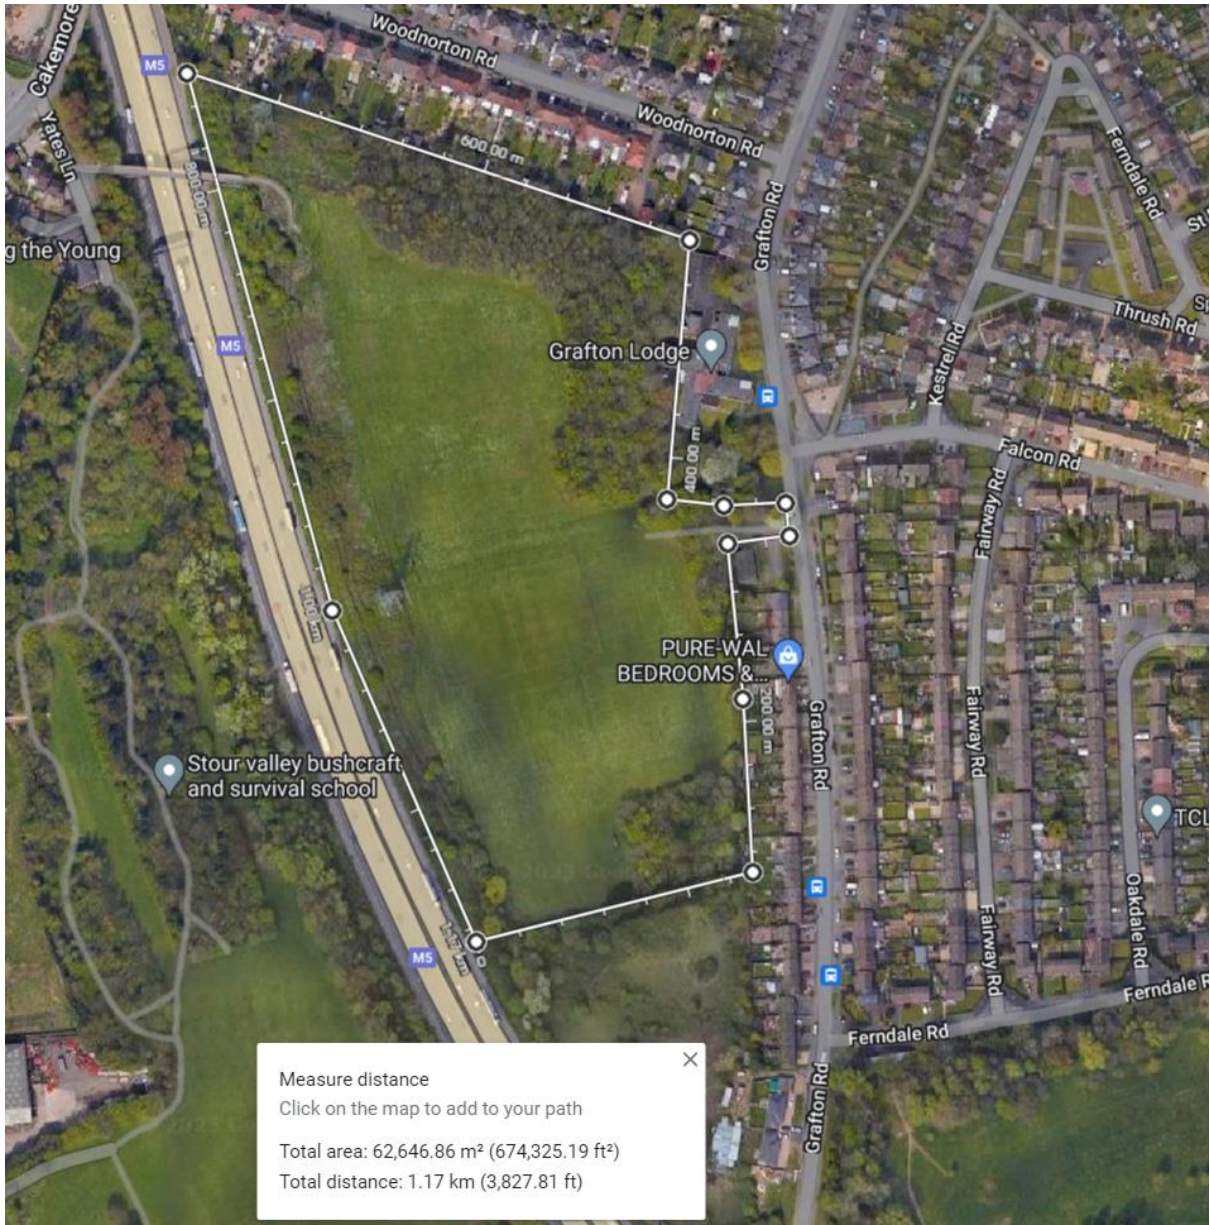 Cakemore
M5
Woodnorton Rd
Woodnorton Rd
Yates Ln
600.00 m
Ferndale Rd
900.00 m
Grafton Rd
g the Young
Thrush Rd
M5
Grafton Lodge
Kestrel Rd
400.00 m
Falcon Rd
Fairway Rd
PURE-WAL
BEDROOMS &...
200.00 m
Fairway Rd
Grafton Rd
Stour valley bushcraft
and survival school
TCL
Oakdale Rd
Fairway Rd
M5
Ferndale R
Ferndale Rd
Grafton Rd
Measure distance
Click on the map to add to your path
Total area: 62,646.86 m² (674,325.19 ft²)
Total distance: 1.17 km (3,827.81 ft)